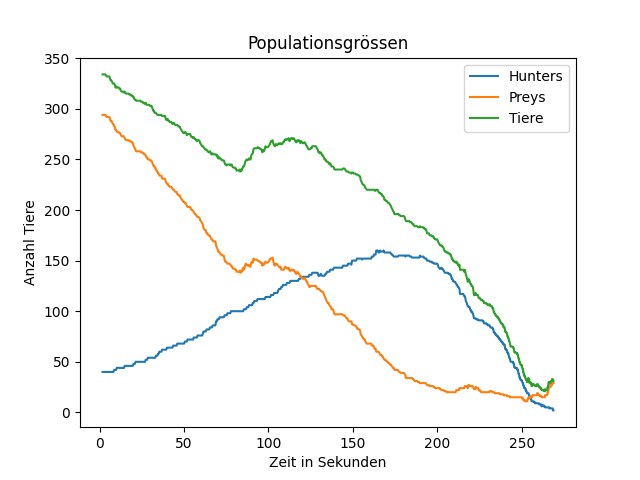 Populationsgrössen
350
300
250
200
150
100
50
0
Anzahl Tiere
Hunters
Preys
Tiere
0 50 100 150 200 250
Zeit in Sekunden